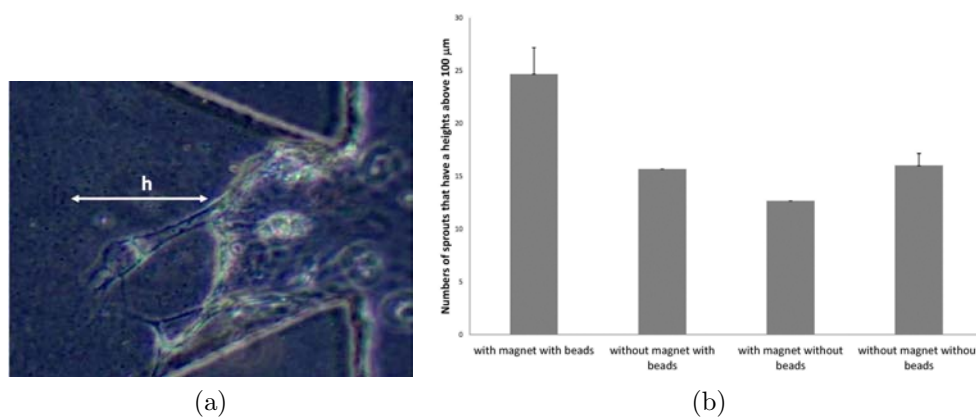 h
(a)
Numbers of sprouts that have a heights above 100 μm
30
25
20
15
10
5
0
with magnet with beads
without magnet with
beads
with magnet without
beads
without magnet withou
beads
(b)